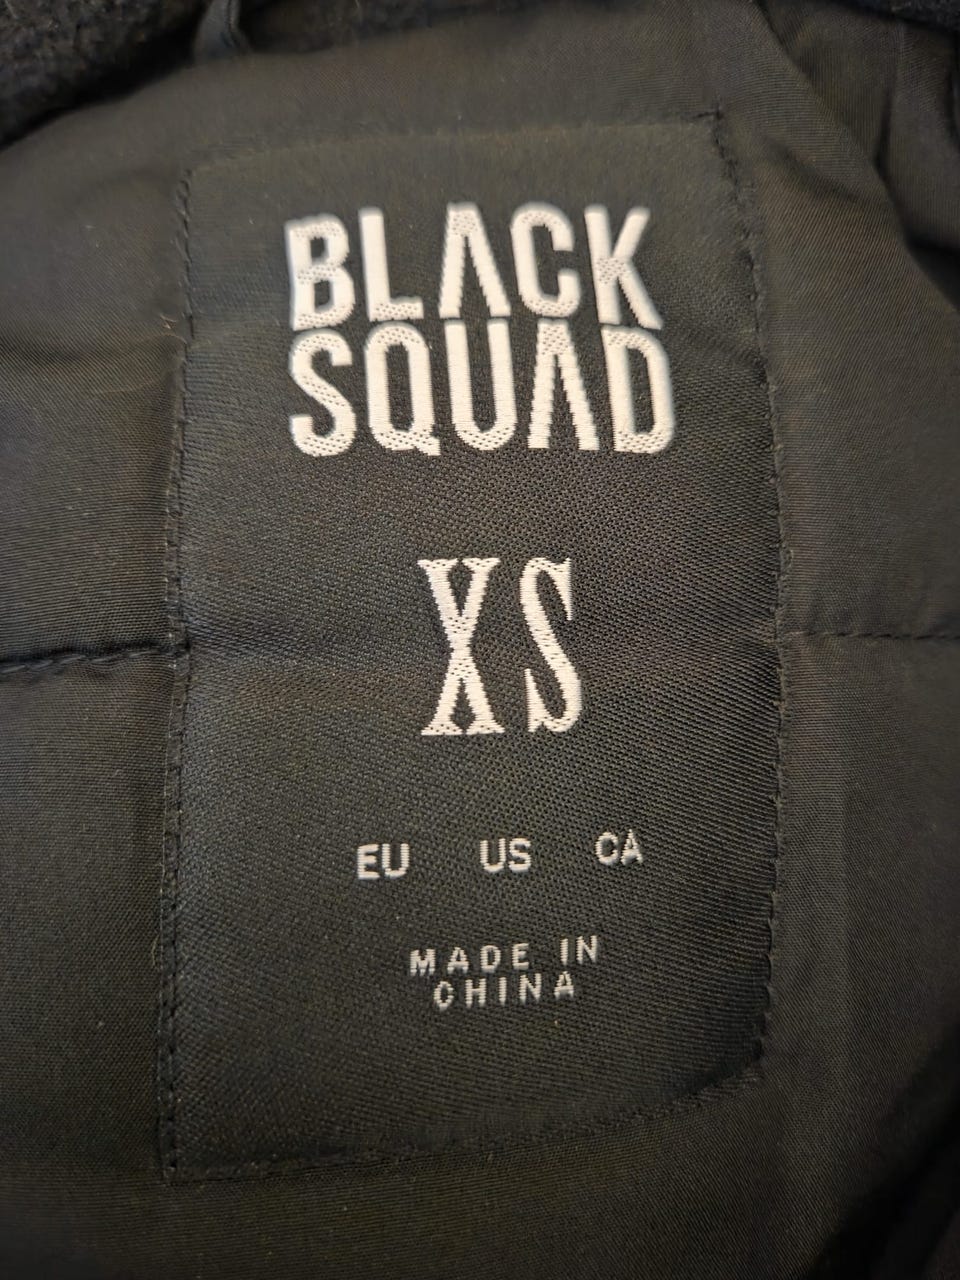 BLACK
SQUAD
XS
EU US CA
MADE IN
CHINA